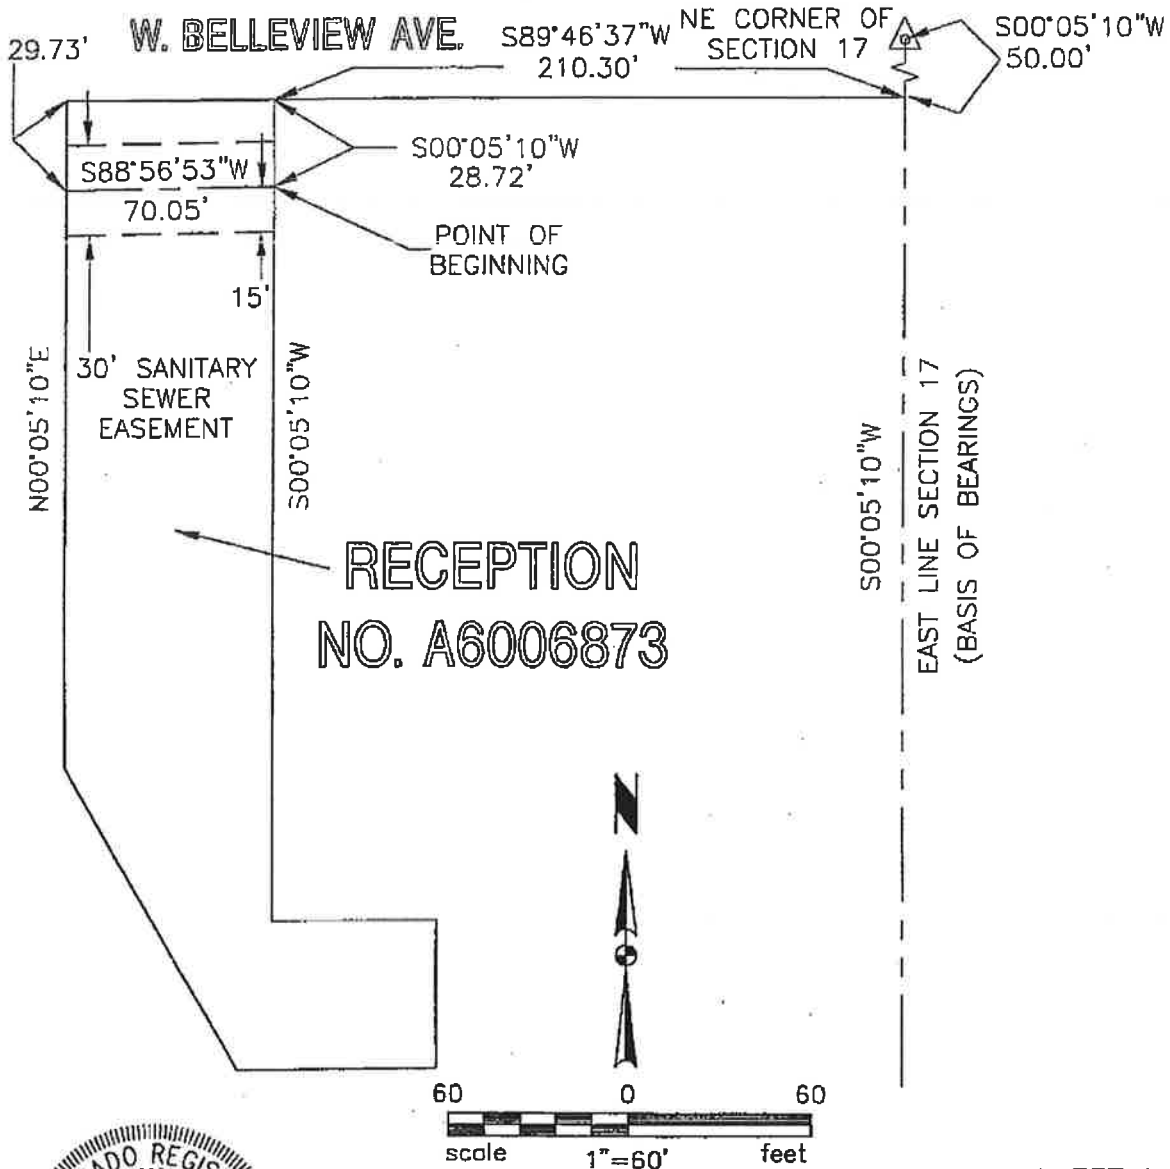 29.73'
W. BELLEVIEW AVE.
S89°46'37"W
210.30'
NE CORNER OF
SECTION 17
S00°05'10"W
50.00'
S88°56'53"W
70.05'
S00°05'10"W
28.72'
POINT OF
BEGINNING
15'
30' SANITARY
SEWER
EASEMENT
N00°05'10"E
S00°05'10"W
S00°05'10"W
EAST LINE SECTION 17
(BASIS OF BEARINGS)
RECEPTION
NO. A6006873
N
60 0 60
scale 1"=60' feet